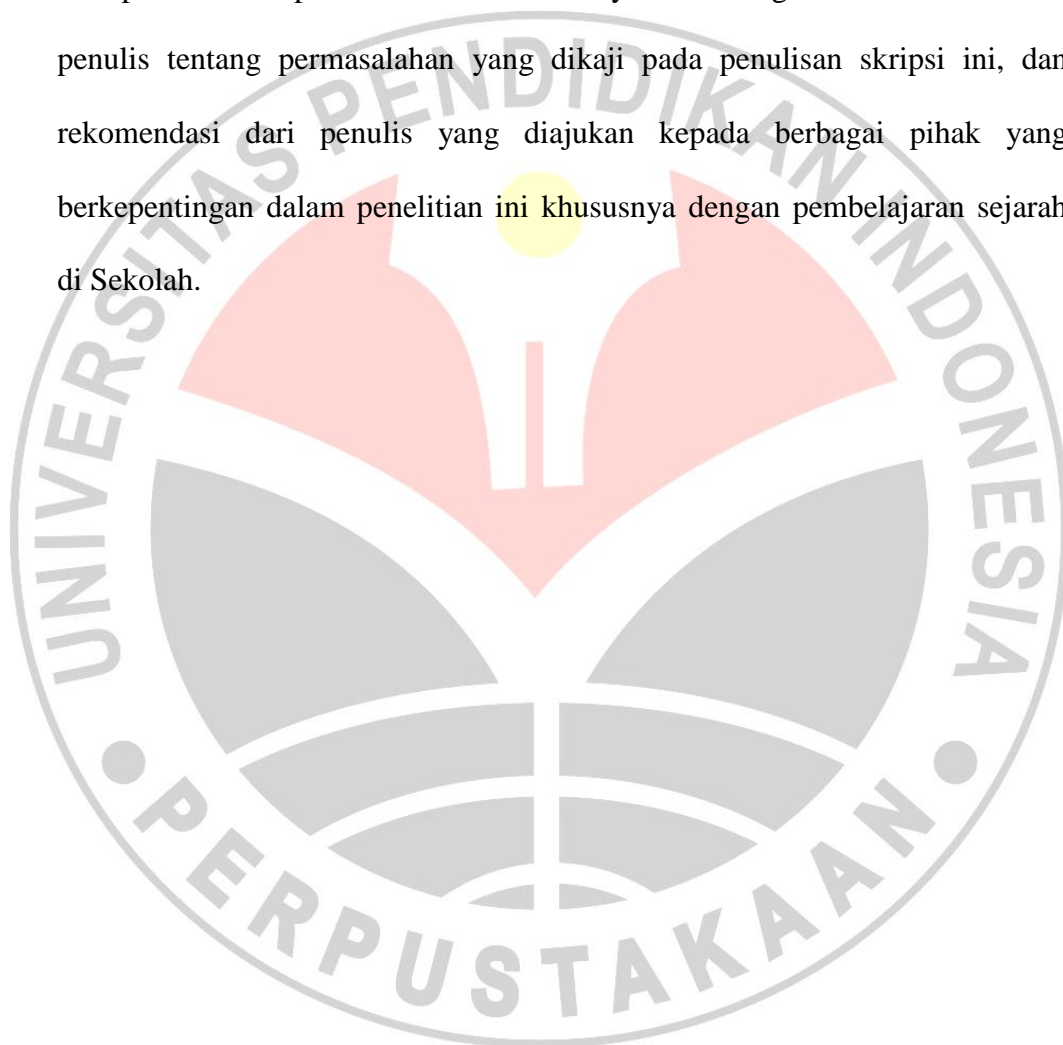 penulis tentang permasalahan yang dikaji pada penulisan skripsi ini, dan
rekomendasi dari penulis yang diajukan kepada berbagai pihak yang
berkepentingan dalam penelitian ini khususnya dengan pembelajaran sejarah
di Sekolah.
UNIVERSITAS PENDIDIKAN INDONESIA
PERPUSTAKAAN